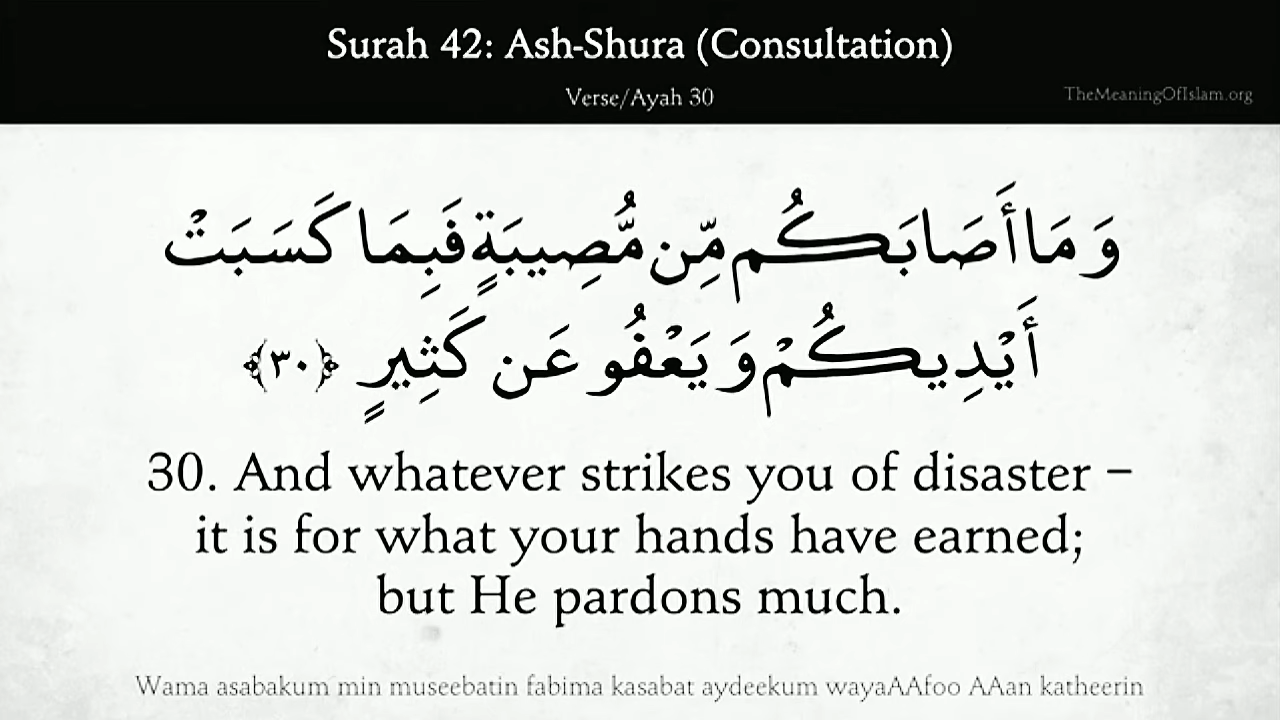 Surah 42: Ash-Shura (Consultation)
Verse/Ayah 30
TheMeaningOfIslam.org
وَمَا أَصَابَكُم مِّن مُّصِيبَةٍ فَبِمَا كَسَبَتْ
أَيْدِيكُمْ وَيَعْفُو عَن كَثِيرٍ ﴿٣٠﴾
30. And whatever strikes you of disaster –
it is for what your hands have earned;
but He pardons much.
Wama asabakum min museebatin fabima kasabat aydeekum wayaAAfoo AAan katheerin